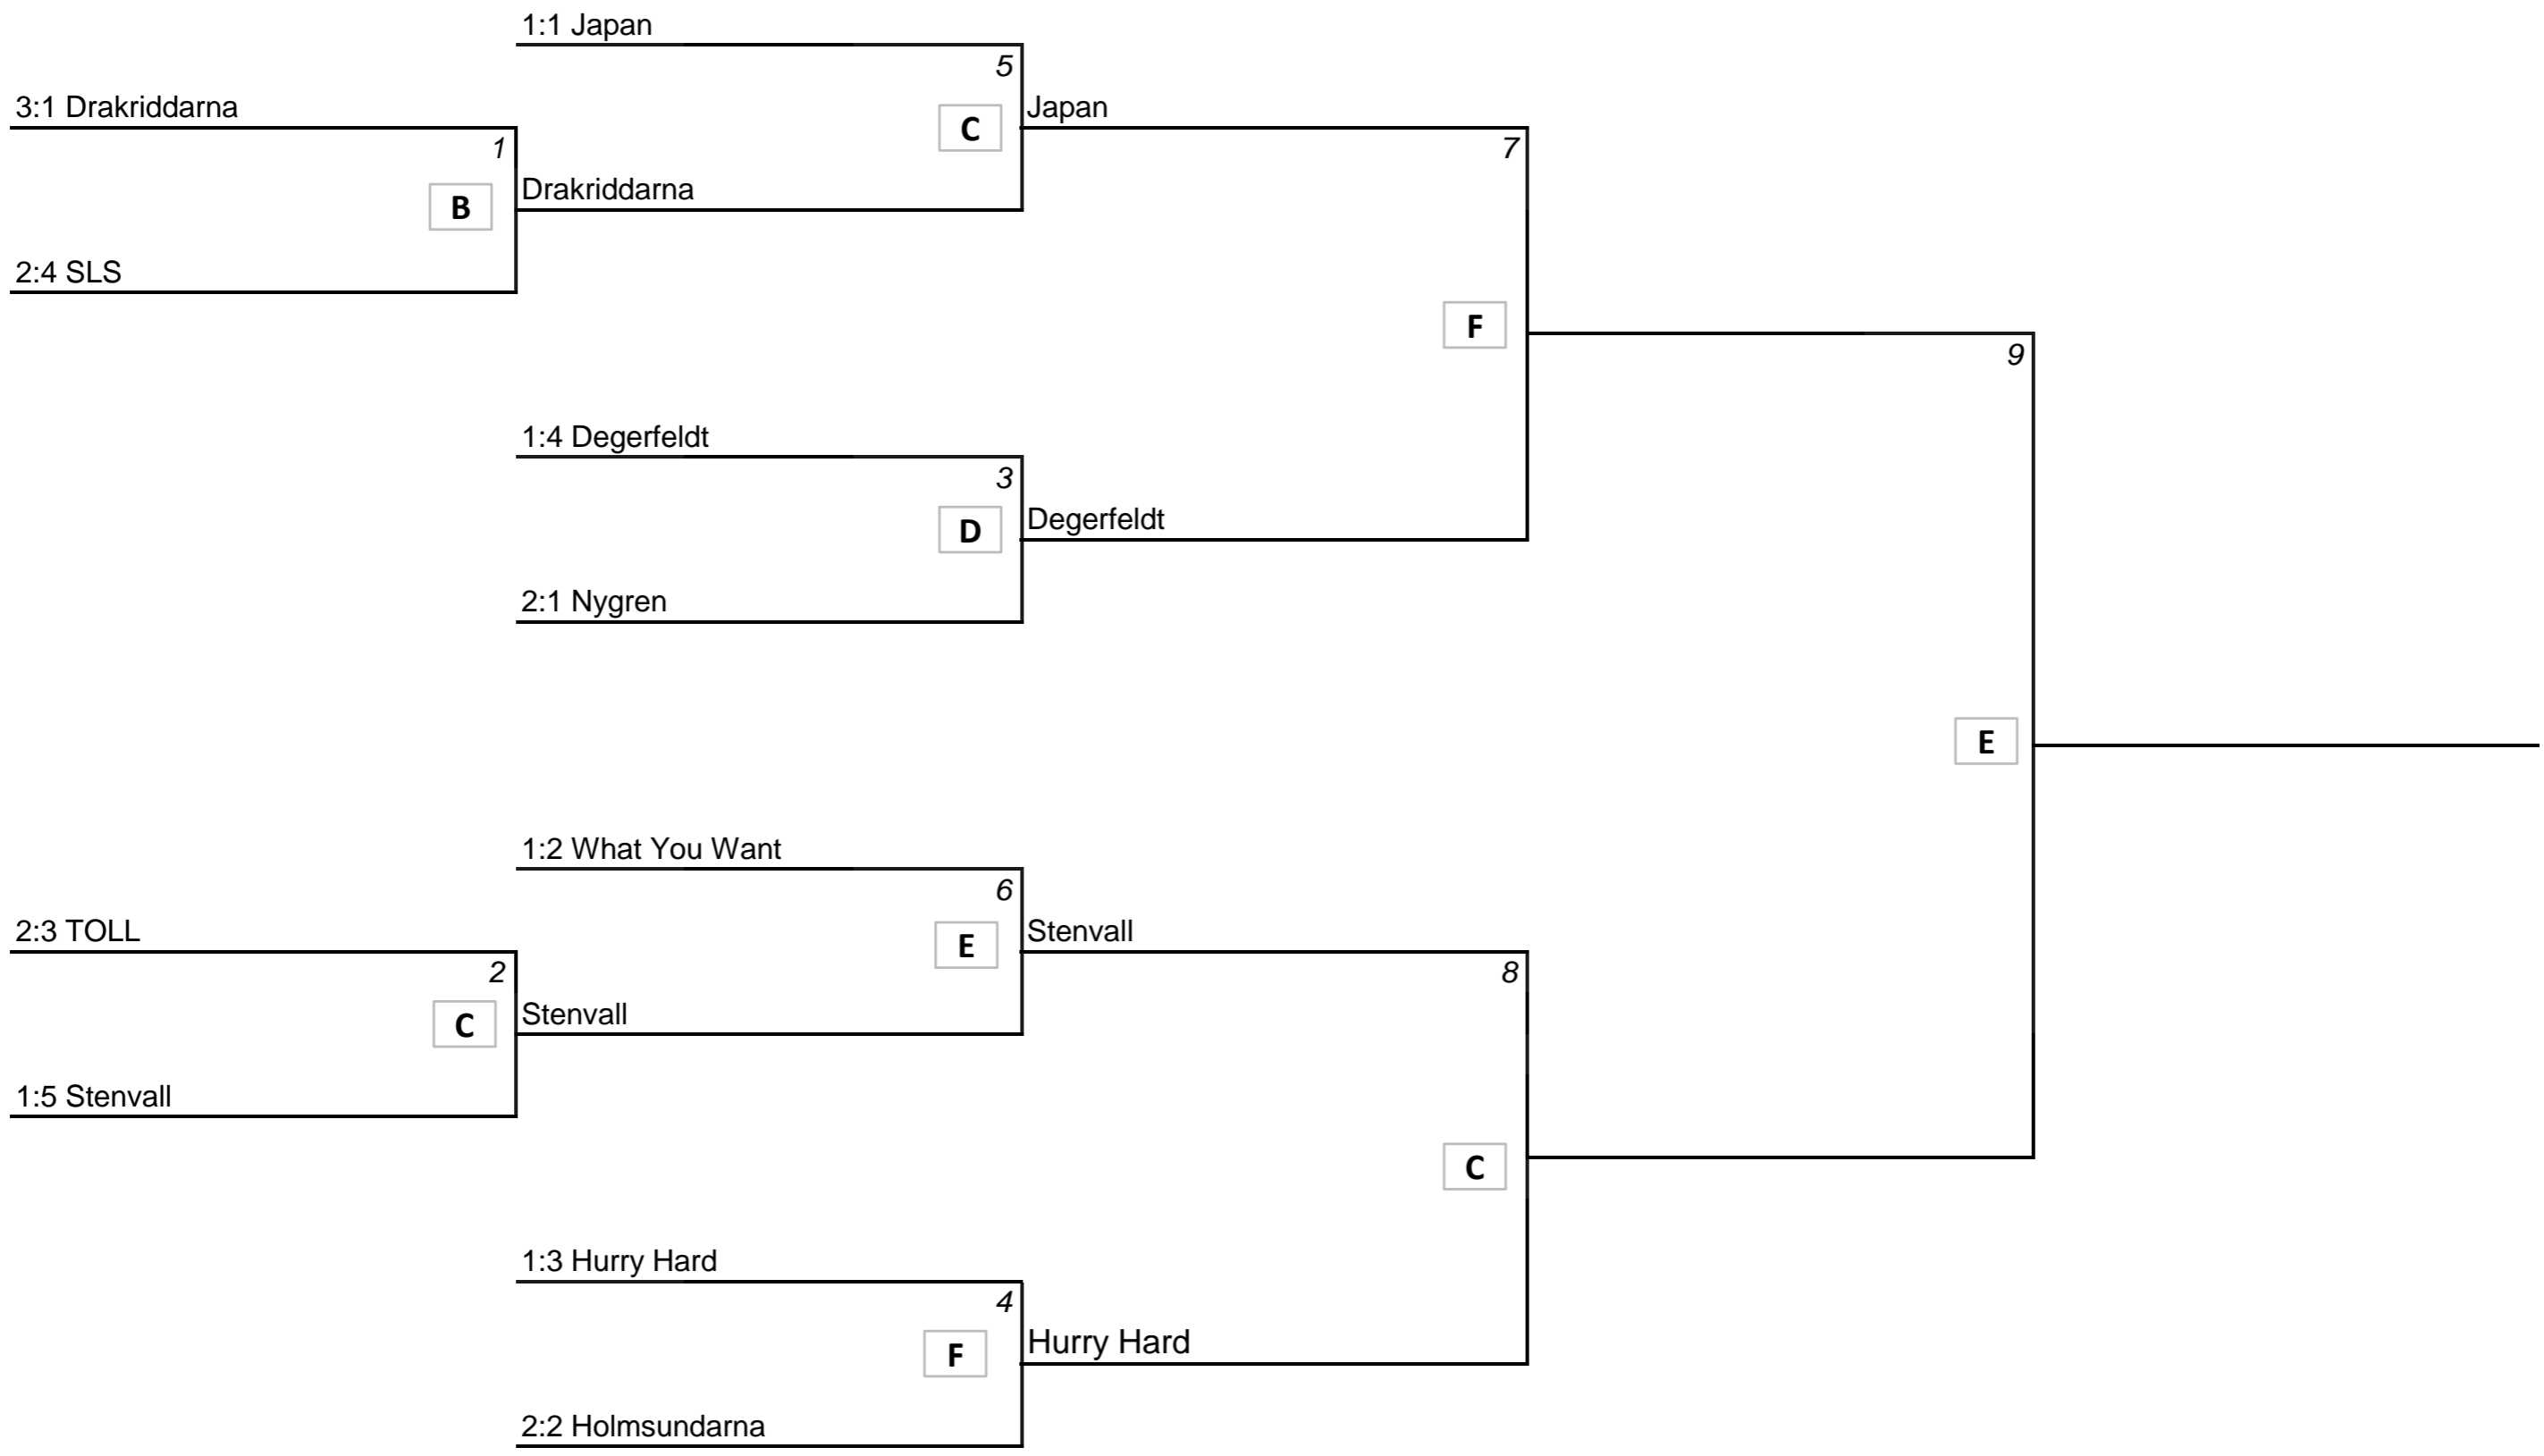 1:1 Japan
5
3:1 Drakriddarna
C
Japan
1
7
B
Drakriddarna
2:4 SLS
F
9
1:4 Degerfeldt
3
D
Degerfeldt
2:1 Nygren
E
1:2 What You Want
6
2:3 TOLL
E
Stenvall
2
8
C
Stenvall
1:5 Stenvall
C
1:3 Hurry Hard
4
F
Hurry Hard
2:2 Holmsundarna